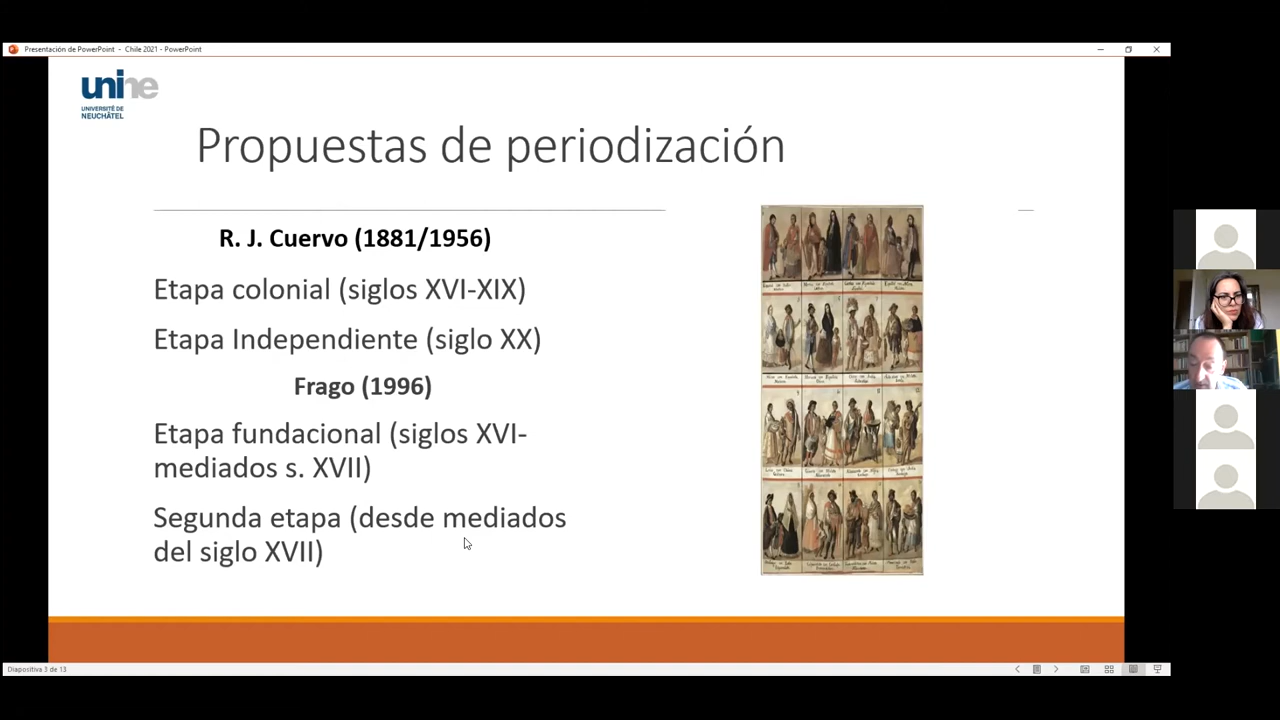 Presentación de PowerPoint - Chile 2021 - PowerPoint
unine
UNIVERSITÉ DE
NEUCHÂTEL
Propuestas de periodización
R. J. Cuervo (1881/1956)
Etapa colonial (siglos XVI-XIX)
Etapa Independiente (siglo XX)
Frago (1996)
Etapa fundacional (siglos XVI-
mediados s. XVII)
Segunda etapa (desde mediados
del siglo XVII)
Diapositiva 3 de 13